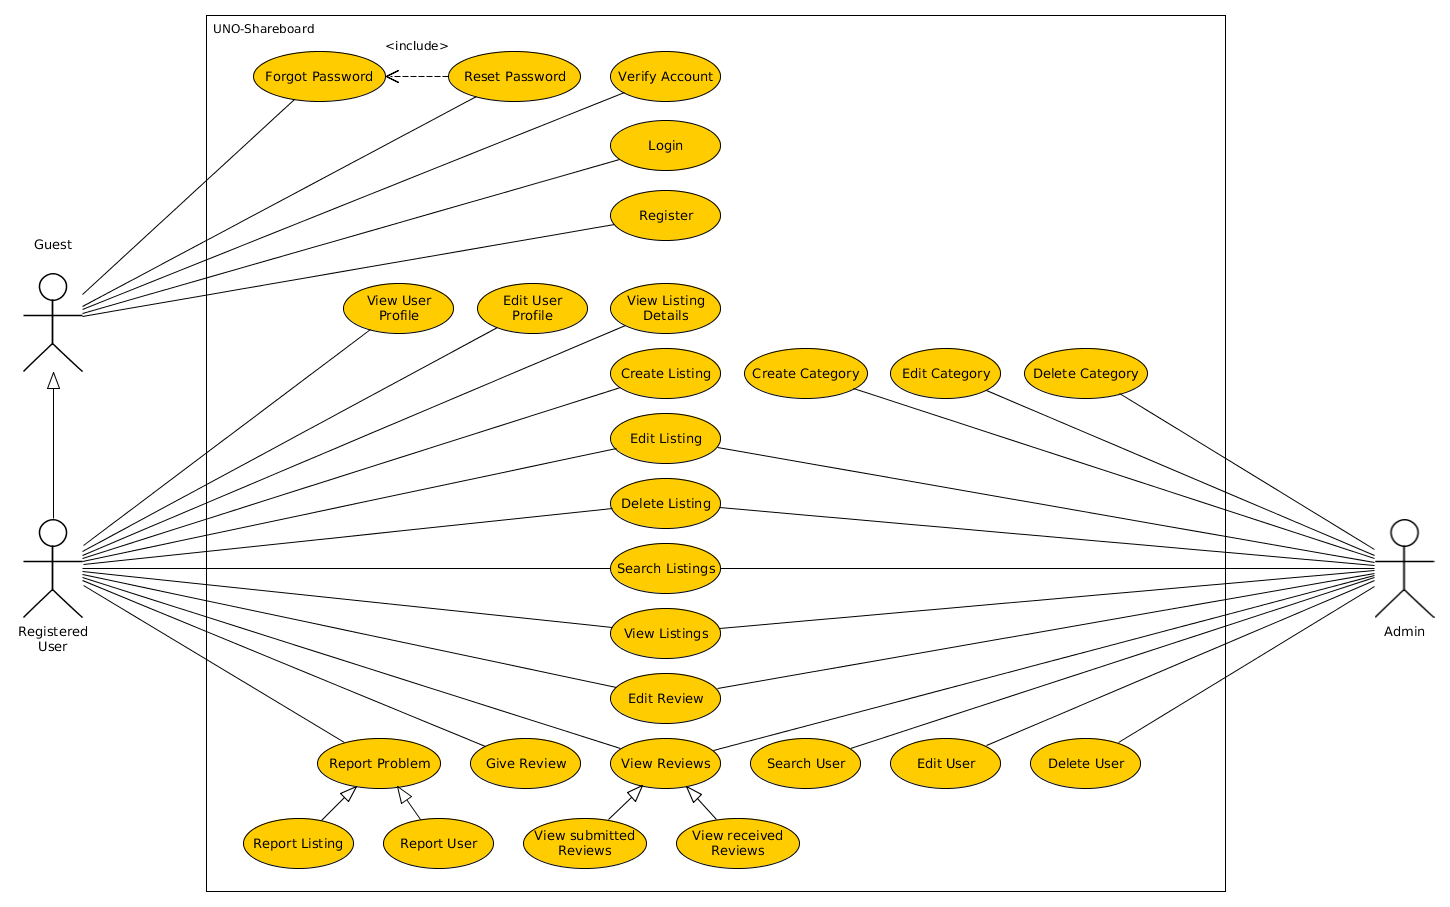 UNO-Shareboard
<include>
Forgot Password
Reset Password
Verify Account
Login
Register
Guest
View User
Profile
Edit User
Profile
View Listing
Details
Create Listing
Create Category
Edit Category
Delete Category
Edit Listing
Delete Listing
Search Listings
Registered
User
Admin
View Listings
Edit Review
Report Problem
Give Review
View Reviews
Search User
Edit User
Delete User
Report Listing
Report User
View submitted
Reviews
View received
Reviews